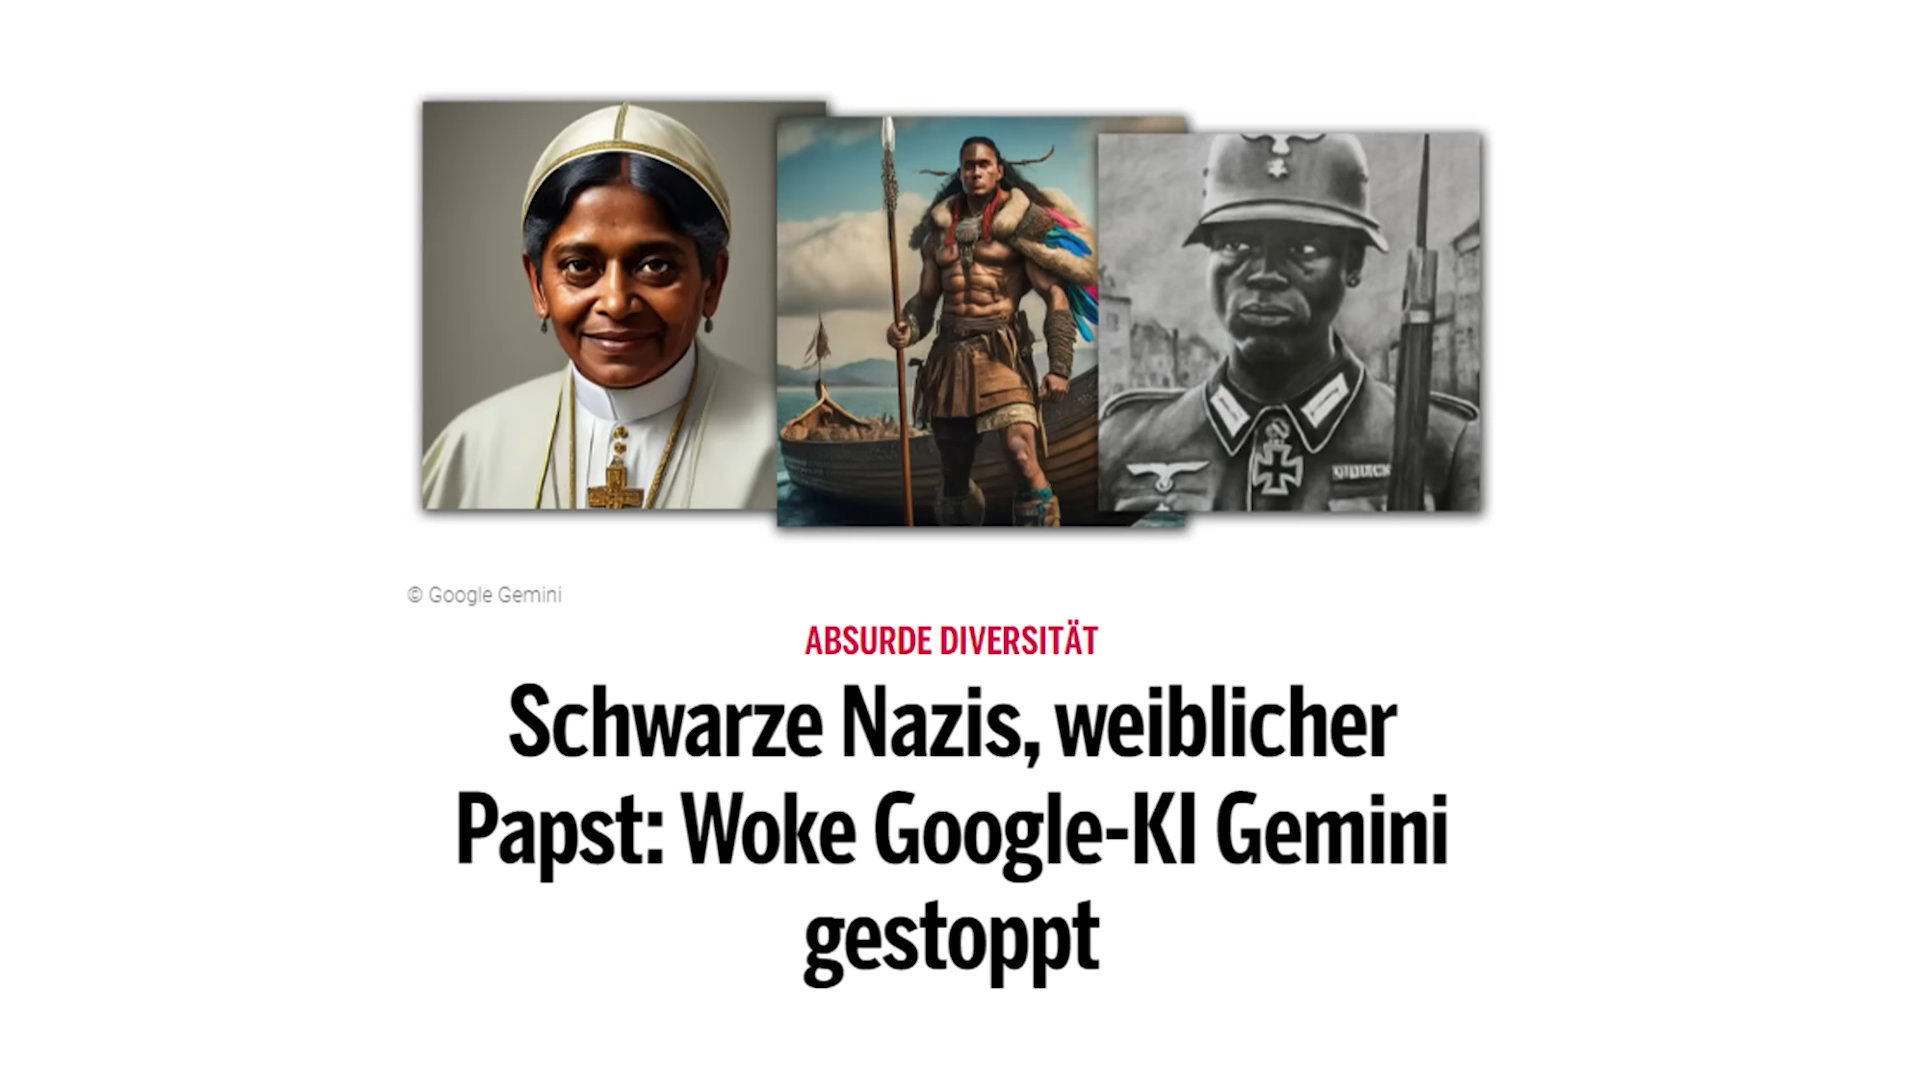 © Google Gemini
ABSURDE DIVERSITÄT
Schwarze Nazis, weiblicher
Papst: Woke Google-KI Gemini
gestoppt